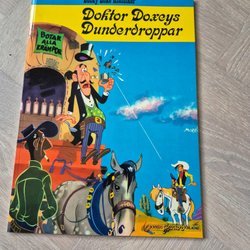 Doktor Doxeys
Dunderdroppar
BOTAR
ALLA
KRÄMPOR